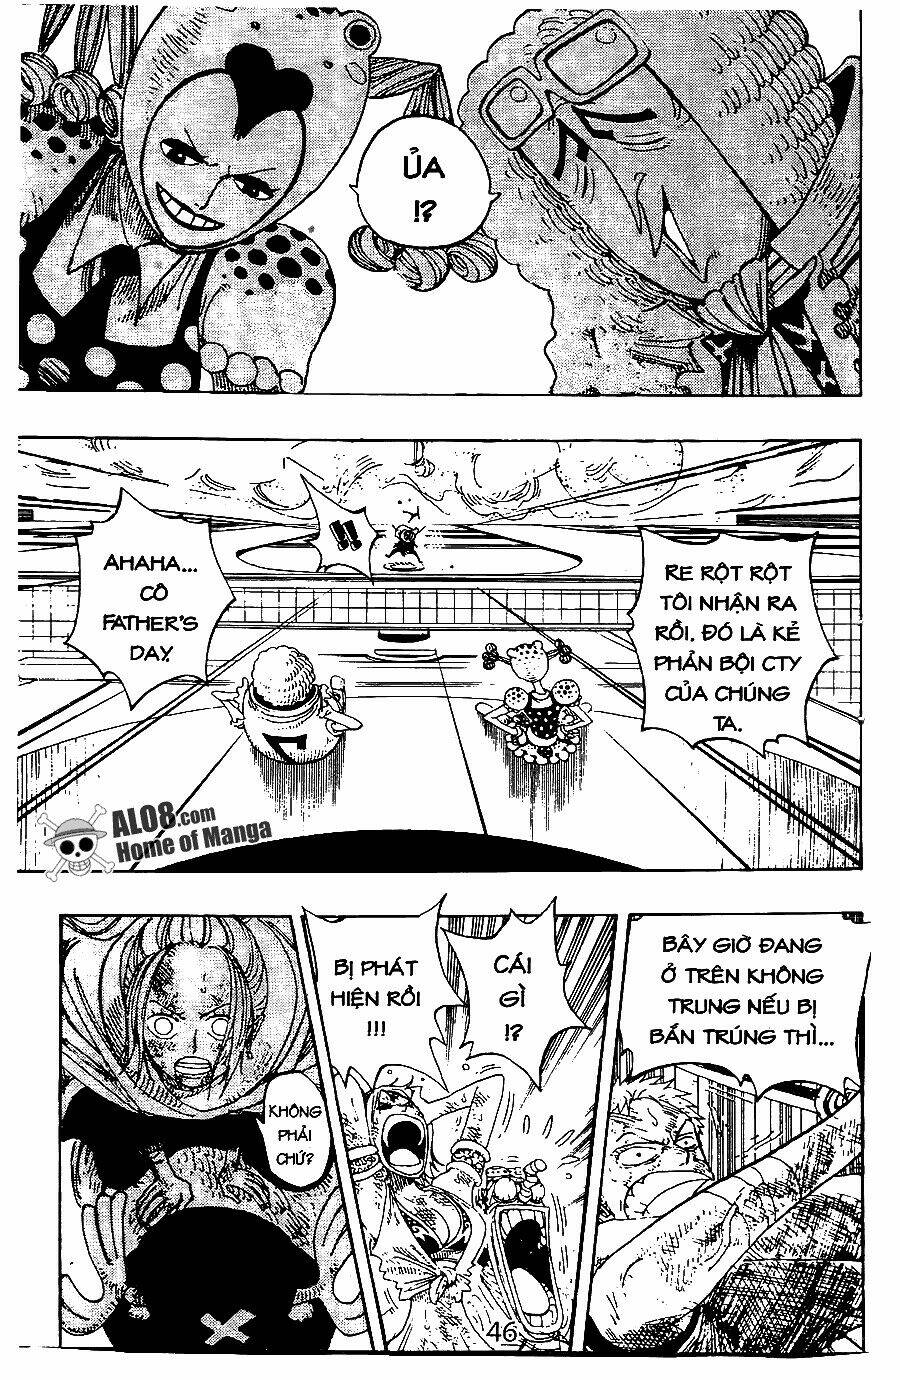 ỦA
!?
!!
AHAHA...
CÔ
FATHER'S
DAY.
RE RỘT RỘT
TÔI NHẬN RA
RỒI. ĐÓ LÀ KẺ
PHẢN BỘI CTY
CỦA CHÚNG
TA.
AL08.com
Home of Manga
BÂY GIỜ ĐANG
Ở TRÊN KHÔNG
TRUNG NẾU BỊ
BẮN TRÚNG THÌ...
CÁI
GÌ
!?
BỊ PHÁT
HIỆN RỒI
!!!
KHÔNG
PHẢI
CHỨ?
46